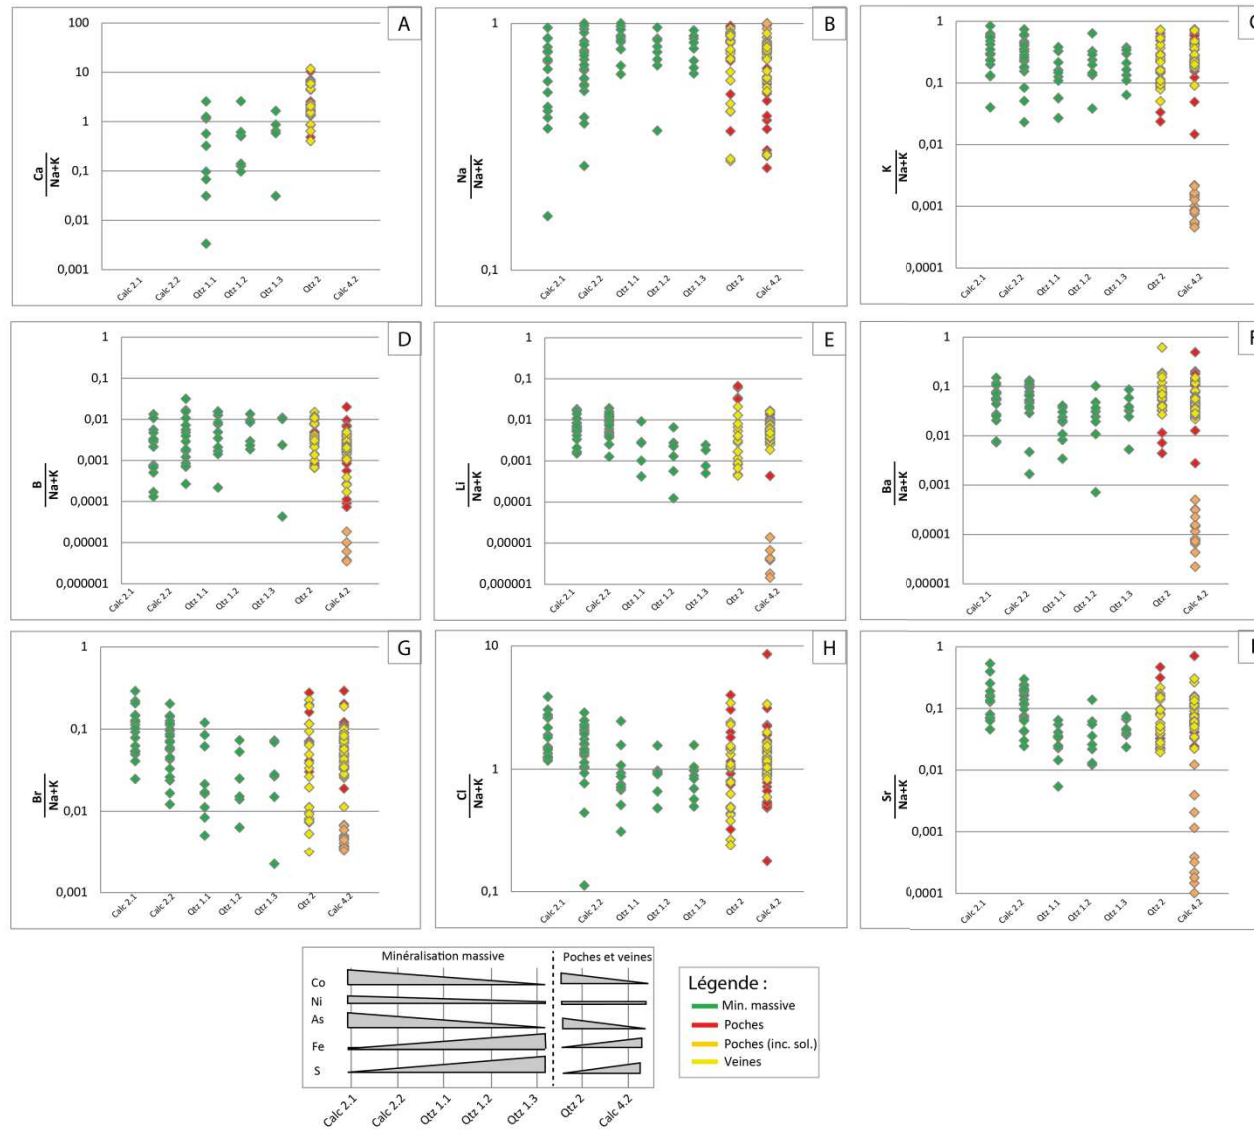 A
100
10
1
0,1
0,01
0,001
Ca
Na+K
Calc 2.1
Calc 2.2
Qtz 1.1
Qtz 1.2
Qtz 1.3
Qtz 2
Calc 4.2
B
1
0,1
Na
Na+K
Calc 2.1
Calc 2.2
Qtz 1.1
Qtz 1.2
Qtz 1.3
Qtz 2
Calc 4.2
1
0,1
0,01
0,001
0,0001
K
Na+K
Calc 2.1
Calc 2.2
Qtz 1.1
Qtz 1.2
Qtz 1.3
Qtz 2
Calc 4.2
D
1
0,1
0,01
0,001
0,0001
0,00001
0,000001
B
Na+K
Calc 2.1
Calc 2.2
Qtz 1.1
Qtz 1.2
Qtz 1.3
Qtz 2
Calc 4.2
E
1
0,1
0,01
0,001
0,0001
0,00001
0,000001
Li
Na+K
Calc 2.1
Calc 2.2
Qtz 1.1
Qtz 1.2
Qtz 1.3
Qtz 2
Calc 4.2
F
1
0,1
0,01
0,001
0,0001
0,00001
Ba
Na+K
Calc 2.1
Calc 2.2
Qtz 1.1
Qtz 1.2
Qtz 1.3
Qtz 2
Calc 4.2
G
1
0,1
0,01
0,001
Br
Na+K
Calc 2.1
Calc 2.2
Qtz 1.1
Qtz 1.2
Qtz 1.3
Qtz 2
Calc 4.2
H
10
1
0,1
Cl
Na+K
Calc 2.1
Calc 2.2
Qtz 1.1
Qtz 1.2
Qtz 1.3
Qtz 2
Calc 4.2
1
0,1
0,01
0,001
0,0001
Sr
Na+K
Calc 2.1
Calc 2.2
Qtz 1.1
Qtz 1.2
Qtz 1.3
Qtz 2
Calc 4.2
Minéralisation massive
Poches et veines
Co
Ni
As
Fe
S
Calc 2.1
Calc 2.2
Qtz 1.1
Qtz 1.2
Qtz 1.3
Qtz 2
Calc 4.2
Légende :
Min. massive
Poches
Poches (inc. sol.)
Veines